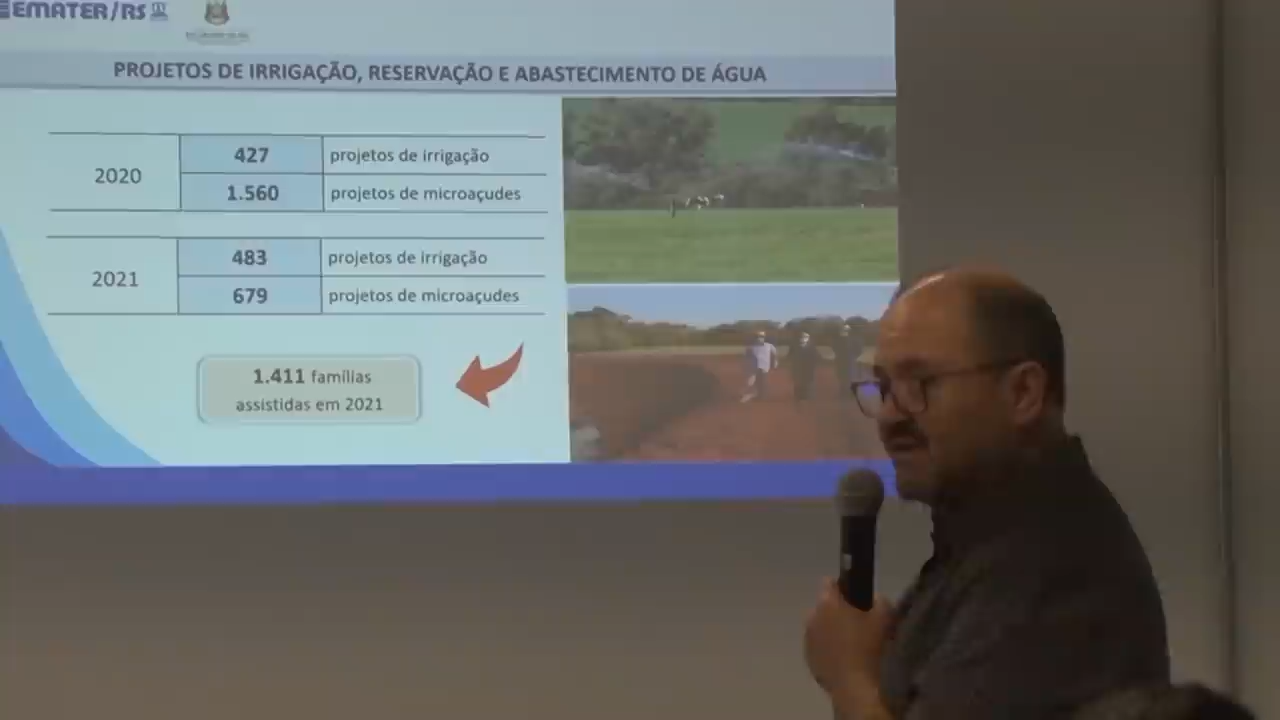 EMATER/RS
PROJETOS DE IRRIGAÇÃO, RESERVAÇÃO E ABASTECIMENTO DE ÁGUA
2020
427 projetos de irrigação
1.560 projetos de microaçudes
2021
483 projetos de irrigação
679 projetos de microaçudes
1.411 famílias
assistidas em 2021